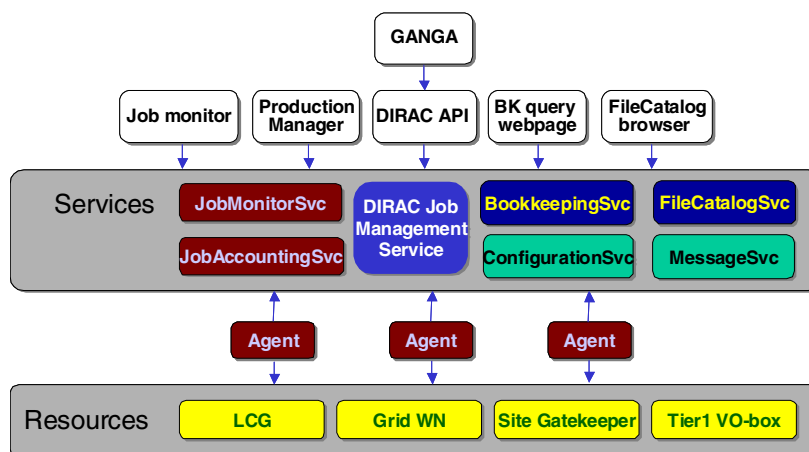 GANGA
Job monitor
Production
Manager
DIRAC API
BK query
webpage
FileCatalog
browser
Services
JobMonitorSvc
JobAccountingSvc
DIRAC Job
Management
Service
BookkeepingSvc
ConfigurationSvc
FileCatalogSvc
MessageSvc
Agent
Agent
Agent
Resources
LCG
Grid WN
Site Gatekeeper
Tier1 VO-box